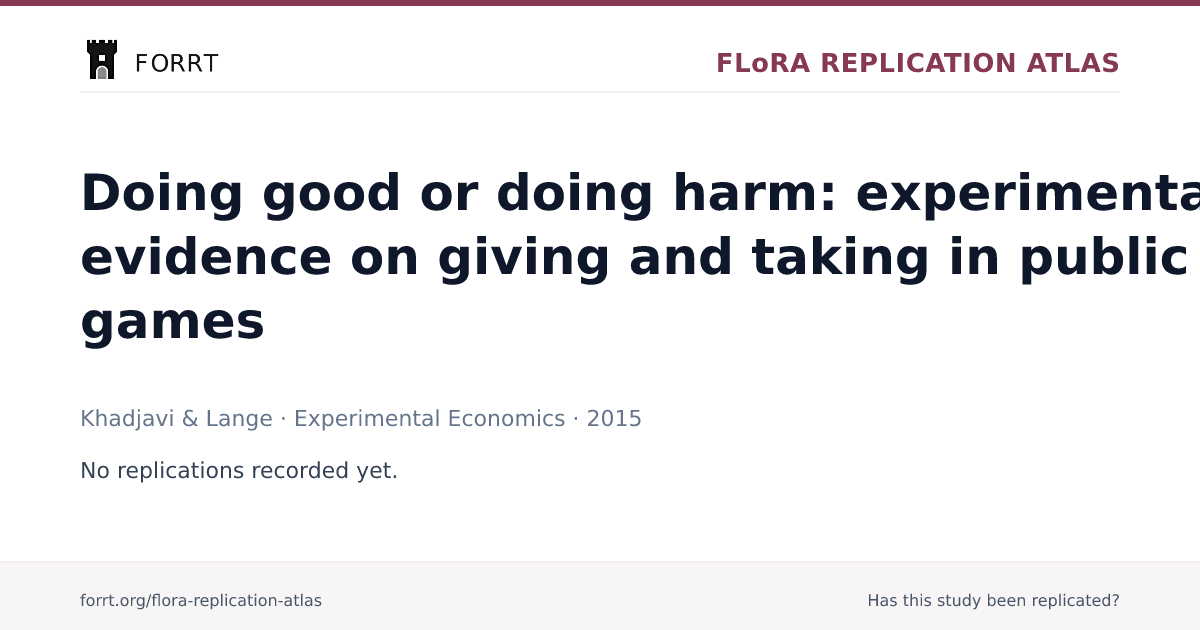 FORRT
FLoRA REPLICATION ATLAS
Doing good or doing harm: experimenta
evidence on giving and taking in public
games
Khadjavi & Lange · Experimental Economics · 2015
No replications recorded yet.
forrt.org/flora-replication-atlas
Has this study been replicated?